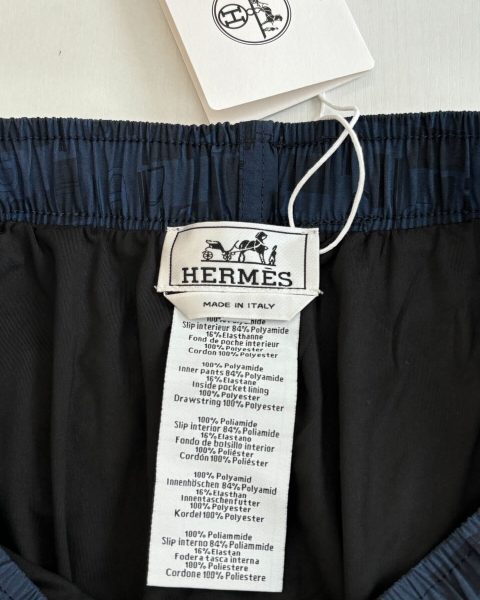 HERMÈS
MADE IN ITALY
100% Polyamide
Slip interieur 84% Polyamide
16% Elasthanne
Fond de poche interieur
100% Polyester
Cordon 100% Polyester
100% Polyamide
Inner pants 84% Polyamide
16% Elastane
Inside pocket lining
100% Polyester
Drawstring 100% Polyester
100% Poliamide
Slip interior 84% Poliamide
16% Elastano
Fondo de bolsillo interior
100% Poliéster
Cordón 100% Poliéster
100% Polyamid
Innenhöschen 84% Polyamid
16% Elasthan
Innentaschenfutter
100% Polyester
Kordel 100% Polyester
100% Poliammide
Slip interno 84% Poliammide
16% Elastan
Fodera tasca interno
100% Poliestere
Cordone 100% Poliestere